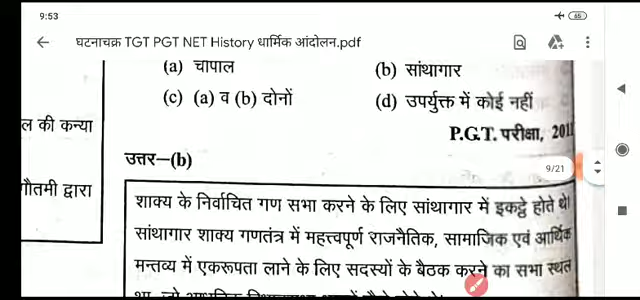 9:53
65
घटनाचक्र TGT PGT NET History धार्मिक आंदोलन.pdf
(a) चापाल
(b) सांथागार
(c) (a) व (b) दोनों
(d) उपर्युक्त में कोई नहीं
ल की कन्या
P.G.T. परीक्षा, 2011
उत्तर—(b)
9/21
गौतमी द्वारा
शाक्य के निर्वाचित गण सभा करने के लिए सांथागार में इकट्ठे होते थे।
सांथागार शाक्य गणतंत्र में महत्त्वपूर्ण राजनैतिक, सामाजिक एवं आर्थिक
मन्तव्य में एकरूपता लाने के लिए सदस्यों के बैठक करने का सभा स्थल